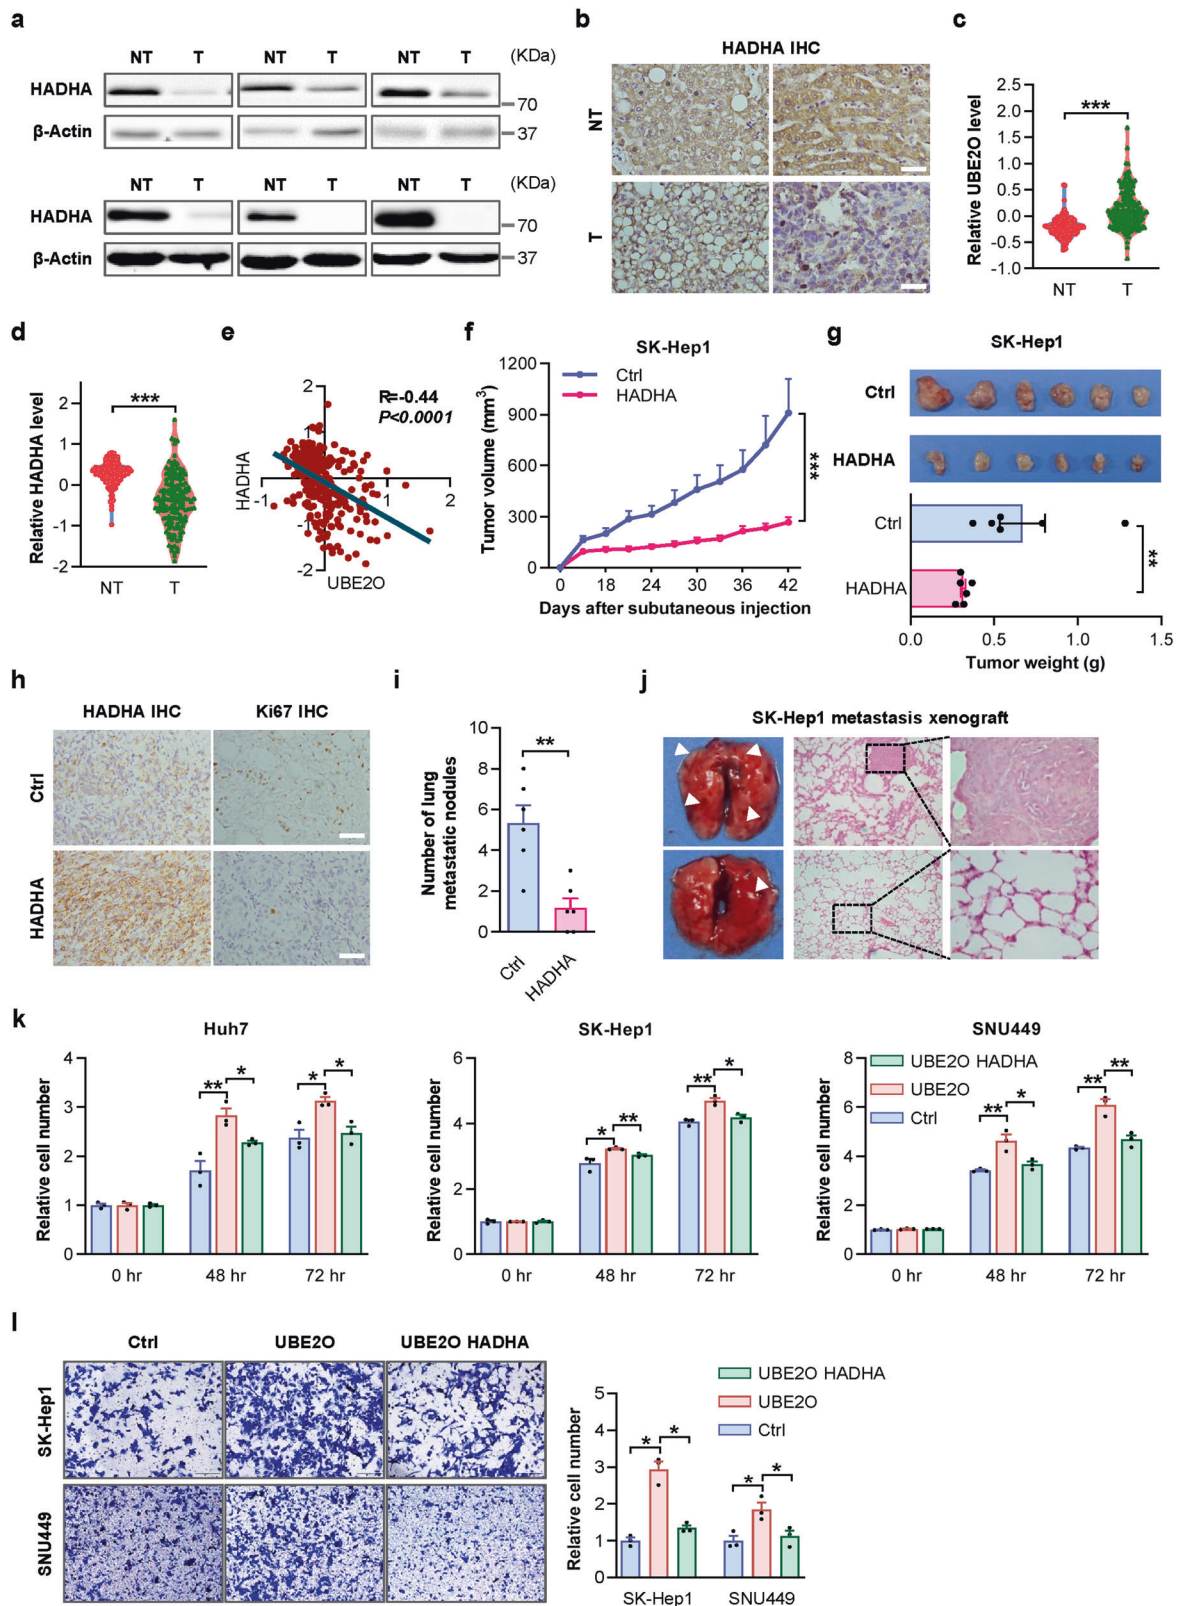 a
NT T NT T NT T (KDa)
HADHA
70
β-Actin
37
NT T NT T NT T (KDa)
HADHA
70
β-Actin
37
b
HADHA IHC
NT
T
c
Relative UBE2O level
2.5
2.0
1.5
1.0
0.5
0.0
-0.5
-1.0
***
NT T
d
Relative HADHA level
2
1
0
-1
-2
***
NT T
e
R=-0.44
P<0.0001
HADHA
2
1
-1
-2
-1 1 2
UBE2O
f
SK-Hep1
Ctrl
HADHA
Tumor volume (mm3)
1200
900
600
300
0
***
0 18 24 30 36 42
Days after subutaneous injection
g
SK-Hep1
Ctrl
HADHA
Ctrl
HADHA
**
0.0 0.5 1.0 1.5
Tumor weight (g)
h
HADHA IHC Ki67 IHC
Ctrl
HADHA
i
Number of lung
metastatic nodules
10
8
6
4
2
0
**
Ctrl HADHA
j
SK-Hep1 metastasis xenograft
k
Huh7
Relative cell number
4
3
2
1
0
** * * *
0 hr 48 hr 72 hr
SK-Hep1
Relative cell number
6
4
2
0
* ** ** *
0 hr 48 hr 72 hr
SNU449
UBE2O HADHA
UBE2O
Ctrl
Relative cell number
8
6
4
2
0
** * ** **
0 hr 48 hr 72 hr
l
Ctrl UBE2O UBE2O HADHA
SK-Hep1
SNU449
UBE2O HADHA
UBE2O
Ctrl
Relative cell number
5
4
3
2
1
0
* * * *
SK-Hep1 SNU449